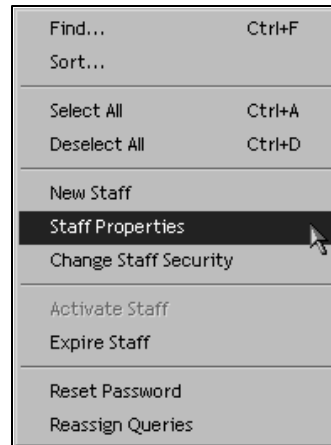 Find... Ctrl+F
Sort...
Select All Ctrl+A
Deselect All Ctrl+D
New Staff
Staff Properties
Change Staff Security
Activate Staff
Expire Staff
Reset Password
Reassign Queries